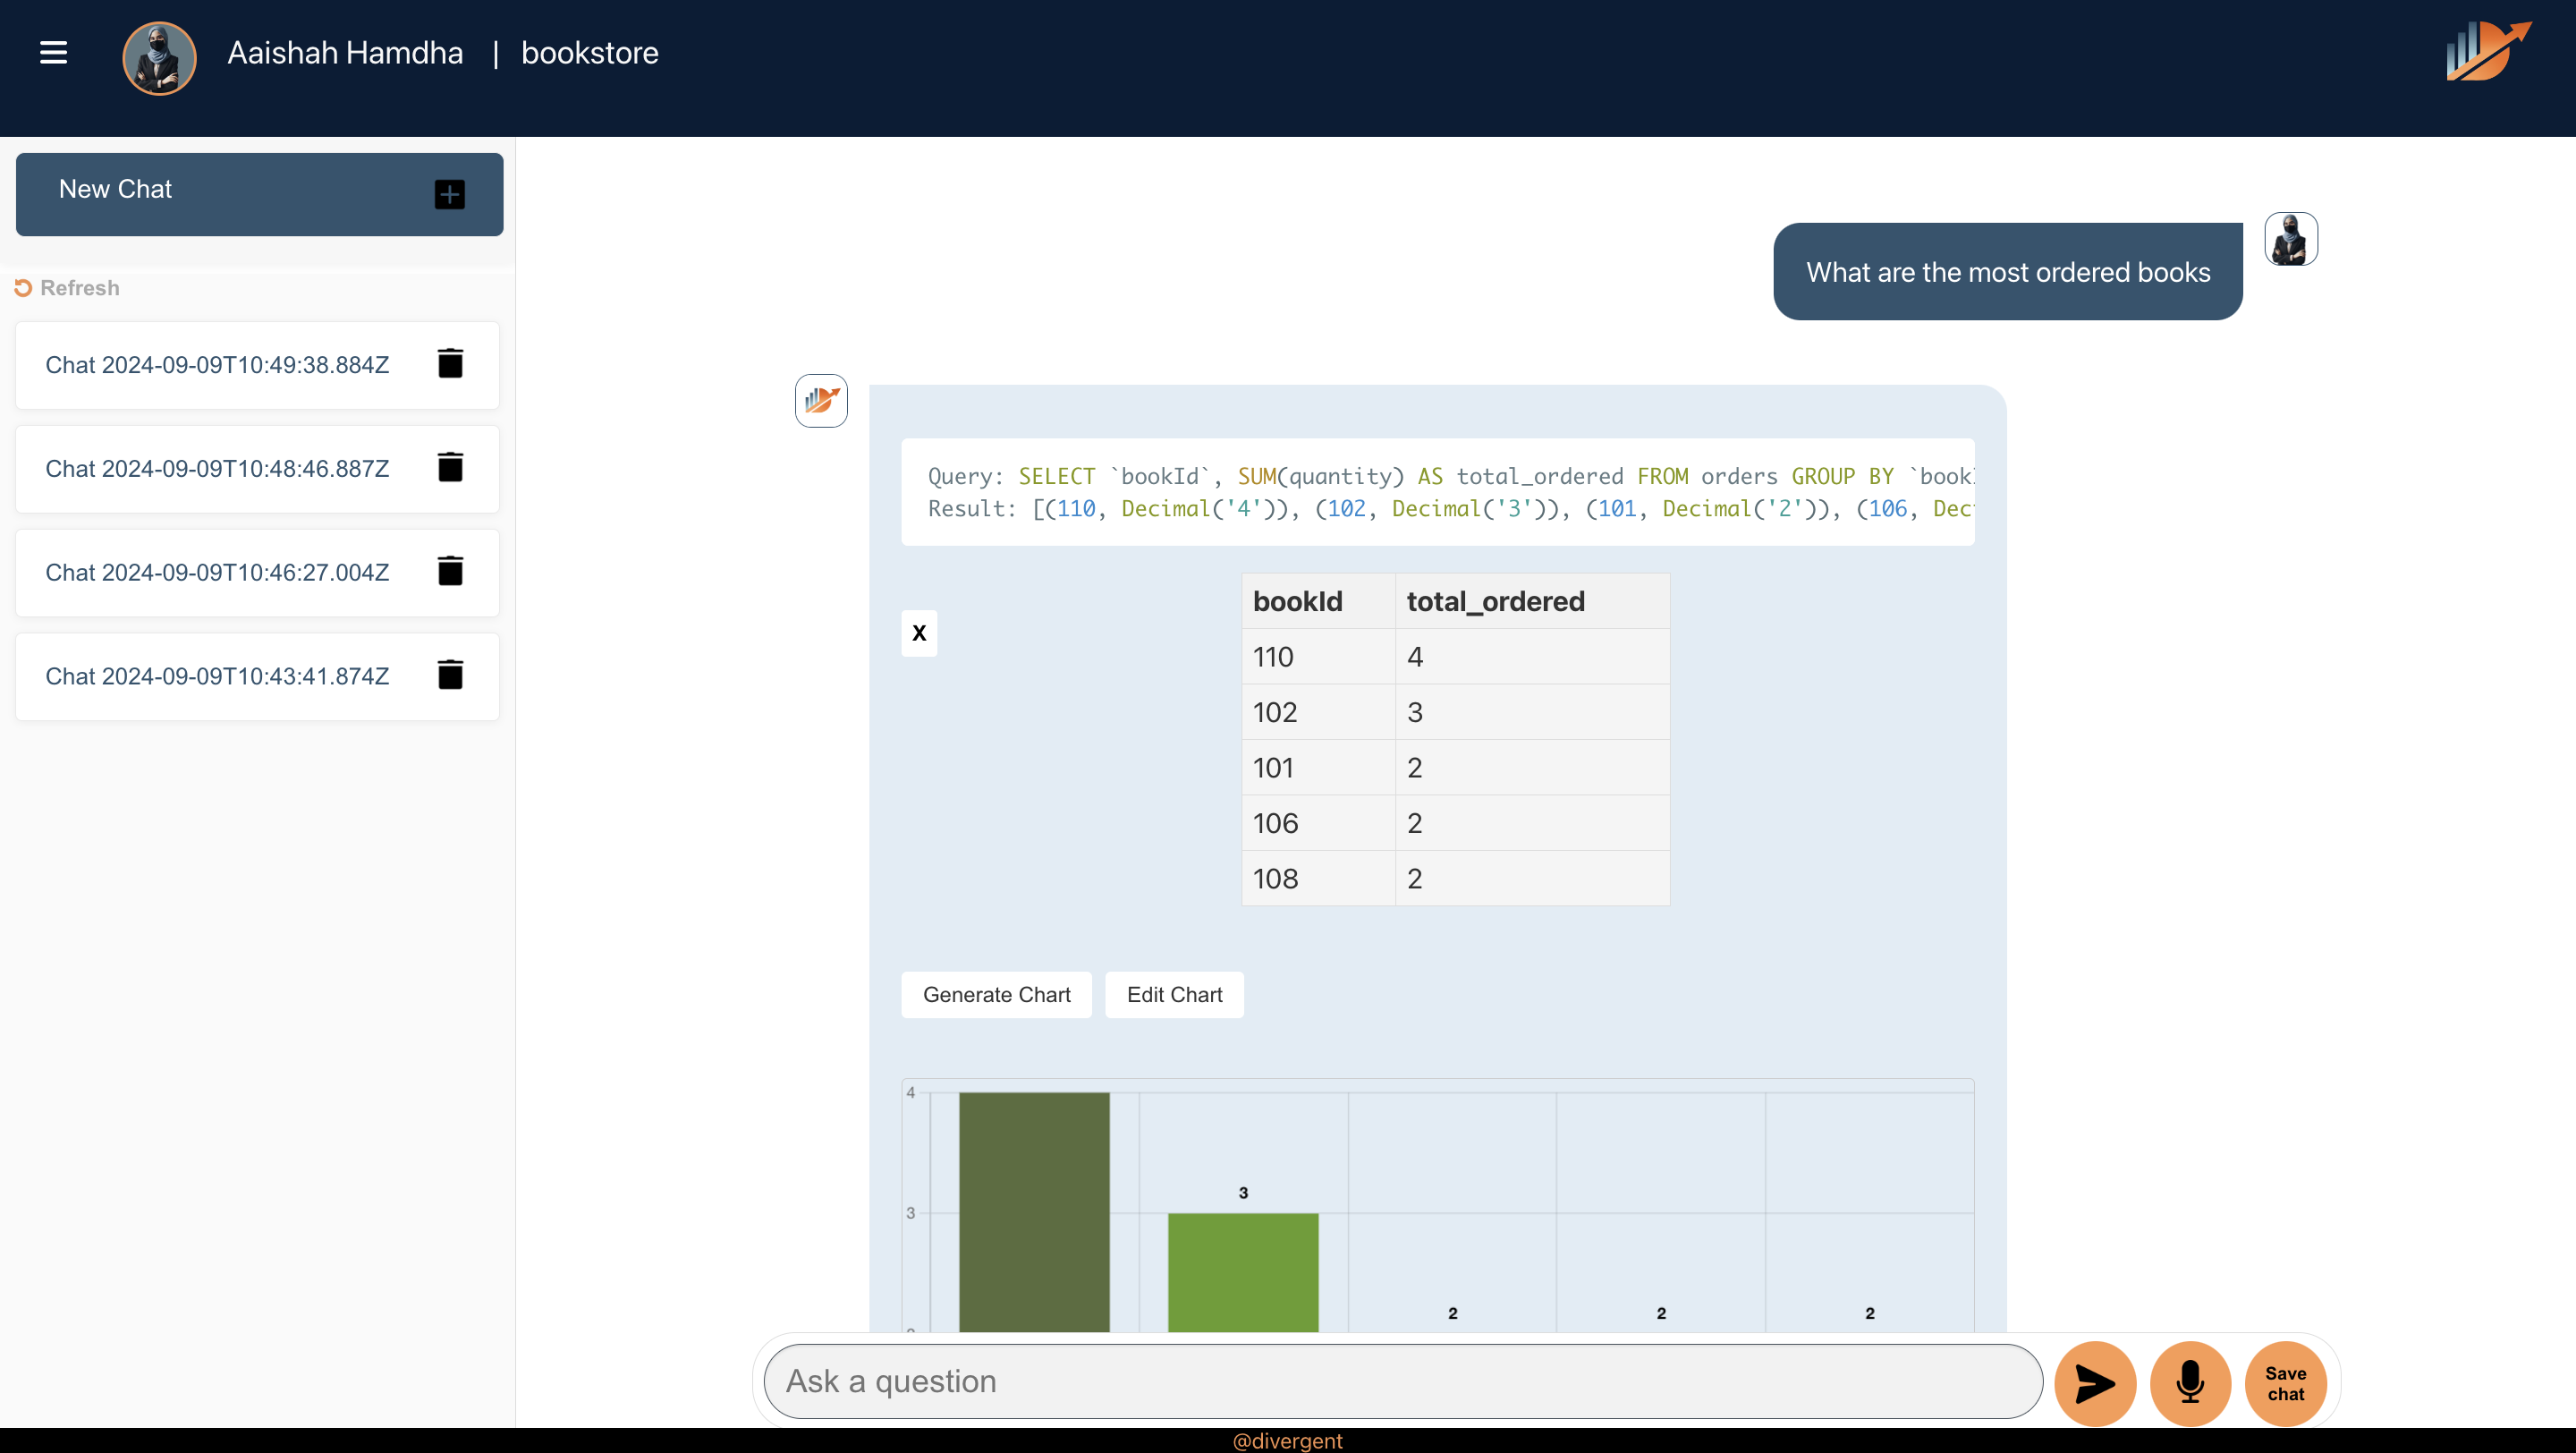 Aaishah Hamdha | bookstore
New Chat
Refresh
Chat 2024-09-09T10:49:38.884Z
Chat 2024-09-09T10:48:46.887Z
Chat 2024-09-09T10:46:27.004Z
Chat 2024-09-09T10:43:41.874Z
What are the most ordered books
Query: SELECT `bookId`, SUM(quantity) AS total_ordered FROM orders GROUP BY `book
Result: [(110, Decimal('4')), (102, Decimal('3')), (101, Decimal('2')), (106, Dec
X
bookId total_ordered
110 4
102 3
101 2
106 2
108 2
Generate Chart Edit Chart
4
3
3
2 2 2
Ask a question
Save
chat
@divergent